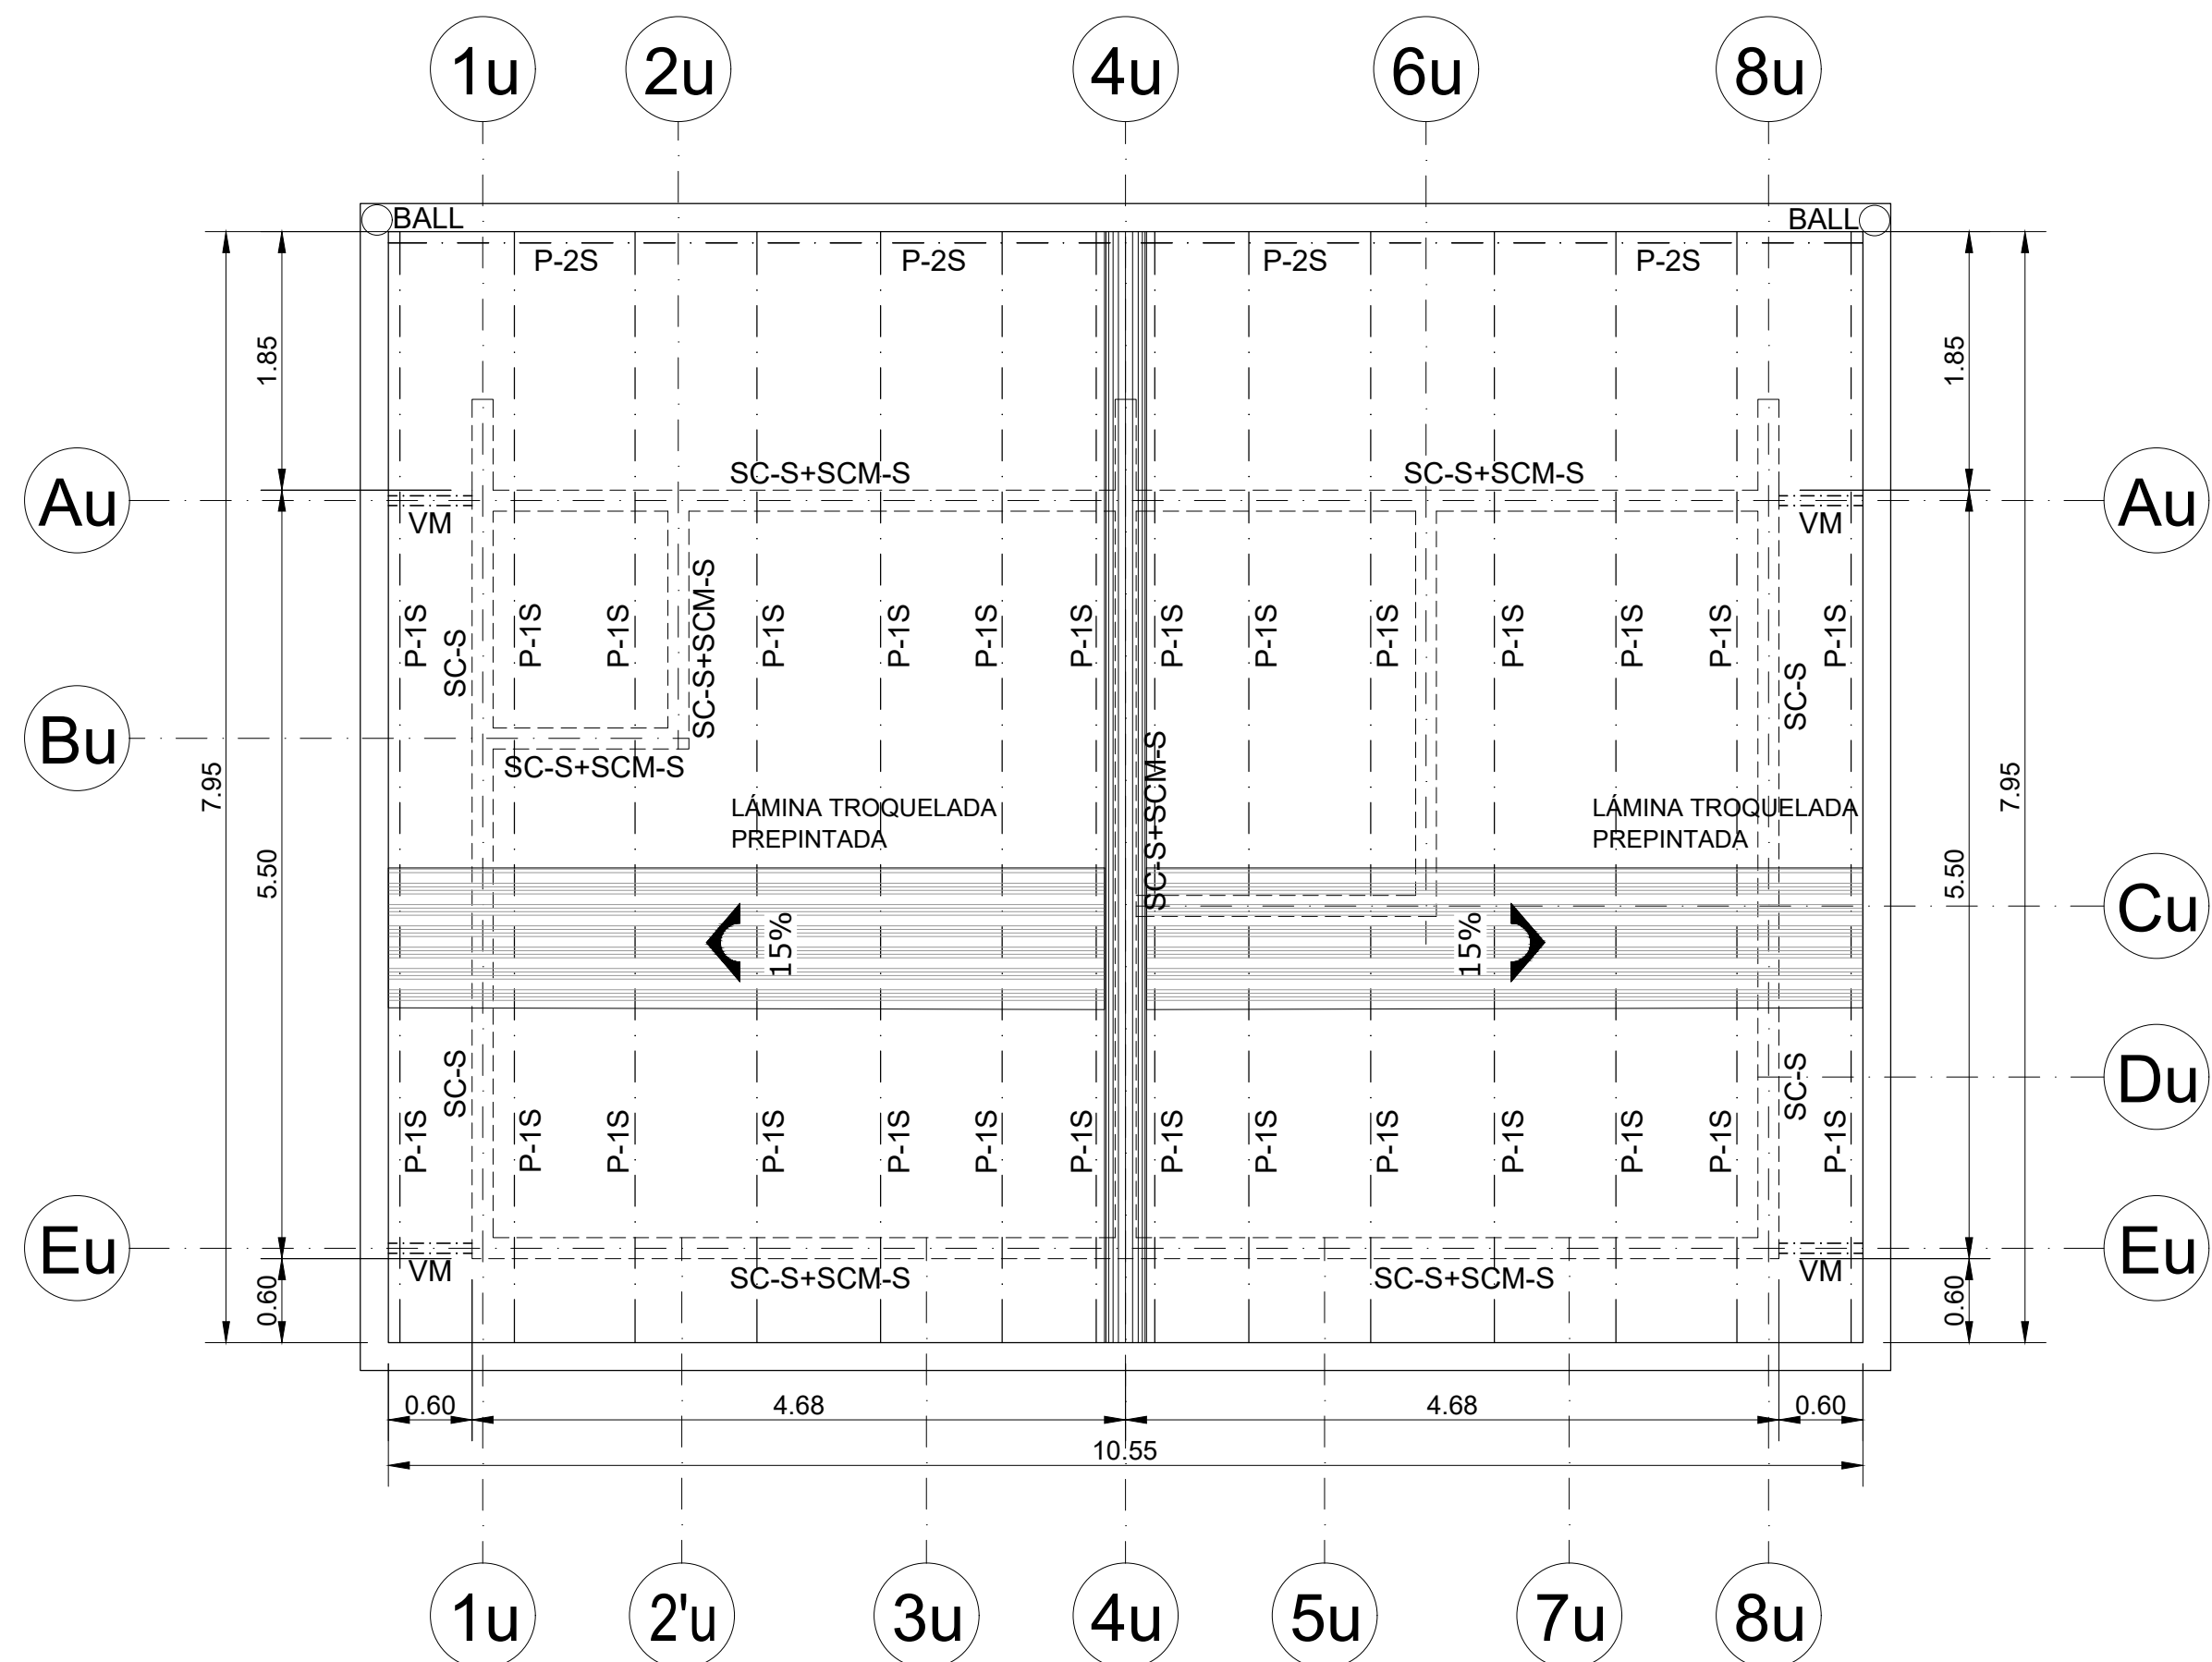 1u 2u 4u 6u 8u
BALL BALL
P-2S P-2S P-2S P-2S
1.85 1.85
SC-S+SCM-S SC-S+SCM-S
Au Au
VM VM
P-1S SC-S P-1S P-1S SC-S+SCM-S P-1S P-1S P-1S P-1S P-1S P-1S P-1S P-1S P-1S P-1S SC-S P-1S
Bu
SC-S+SCM-S
7.95 7.95
SC-S+SCM-S
LÁMINA TROQUELADA LÁMINA TROQUELADA
PREPINTADA PREPINTADA
5.50 5.50
Cu
15% 15%
Du
SC-S SC-S
P-1S P-1S P-1S P-1S P-1S P-1S P-1S P-1S P-1S P-1S P-1S P-1S P-1S P-1S
Eu Eu
VM SC-S+SCM-S SC-S+SCM-S VM
0.60 0.60
0.60 4.68 4.68 0.60
10.55
1u 2'u 3u 4u 5u 7u 8u